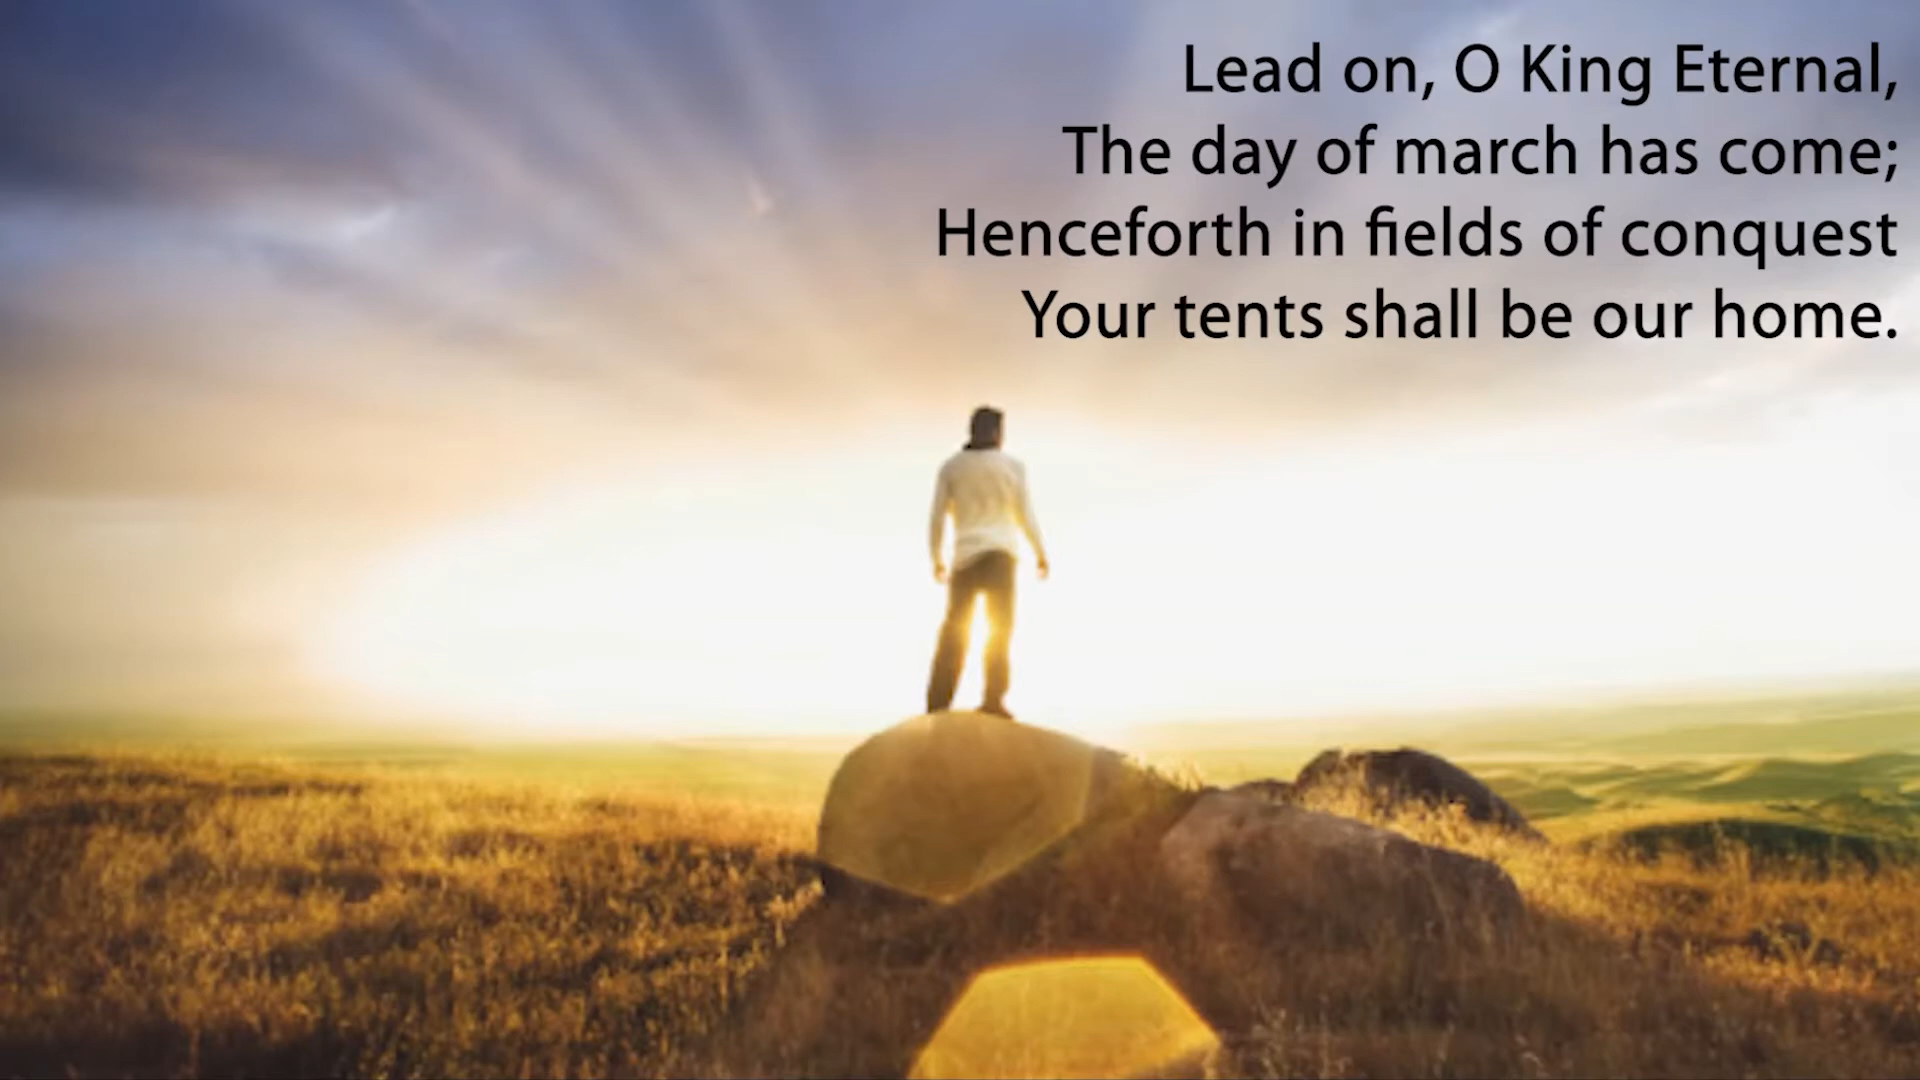 Lead on, O King Eternal,
The day of march has come;
Henceforth in fields of conquest
Your tents shall be our home.